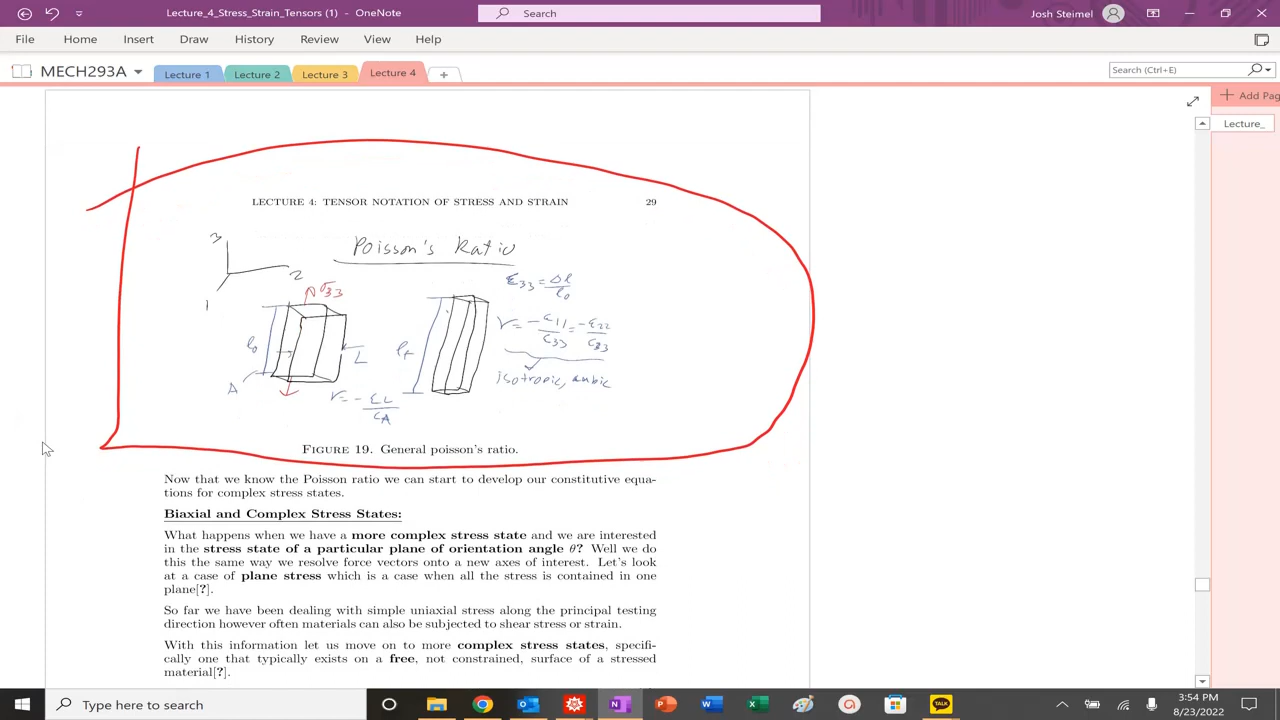 Lecture_4_Stress_Strain_Tensors (1) - OneNote
Search
Josh Steimel
File Home Insert Draw History Review View Help
MECH293A
Lecture 1
Lecture 2
Lecture 3
Lecture 4
Search (Ctrl+E)
Add Pag
Lecture_
LECTURE 4: TENSOR NOTATION OF STRESS AND STRAIN 29
Poisson's Ratio
3
2
1
σ33
l0
A
L
ν = -εL/εA
lf
ε33 = Δl/l0
ν = -ε11/ε33 = -ε22/ε33
isotropic, cubic
Figure 19. General poisson's ratio.
Now that we know the Poisson ratio we can start to develop our constitutive equa-
tions for complex stress states.
Biaxial and Complex Stress States:
What happens when we have a more complex stress state and we are interested
in the stress state of a particular plane of orientation angle θ? Well we do
this the same way we resolve force vectors onto a new axes of interest. Let's look
at a case of plane stress which is a case when all the stress is contained in one
plane[?].
So far we have been dealing with simple uniaxial stress along the principal testing
direction however often materials can also be subjected to shear stress or strain.
With this information let us move on to more complex stress states, specifi-
cally one that typically exists on a free, not constrained, surface of a stressed
material[?].
Type here to search
TALK
3:54 PM
8/23/2022